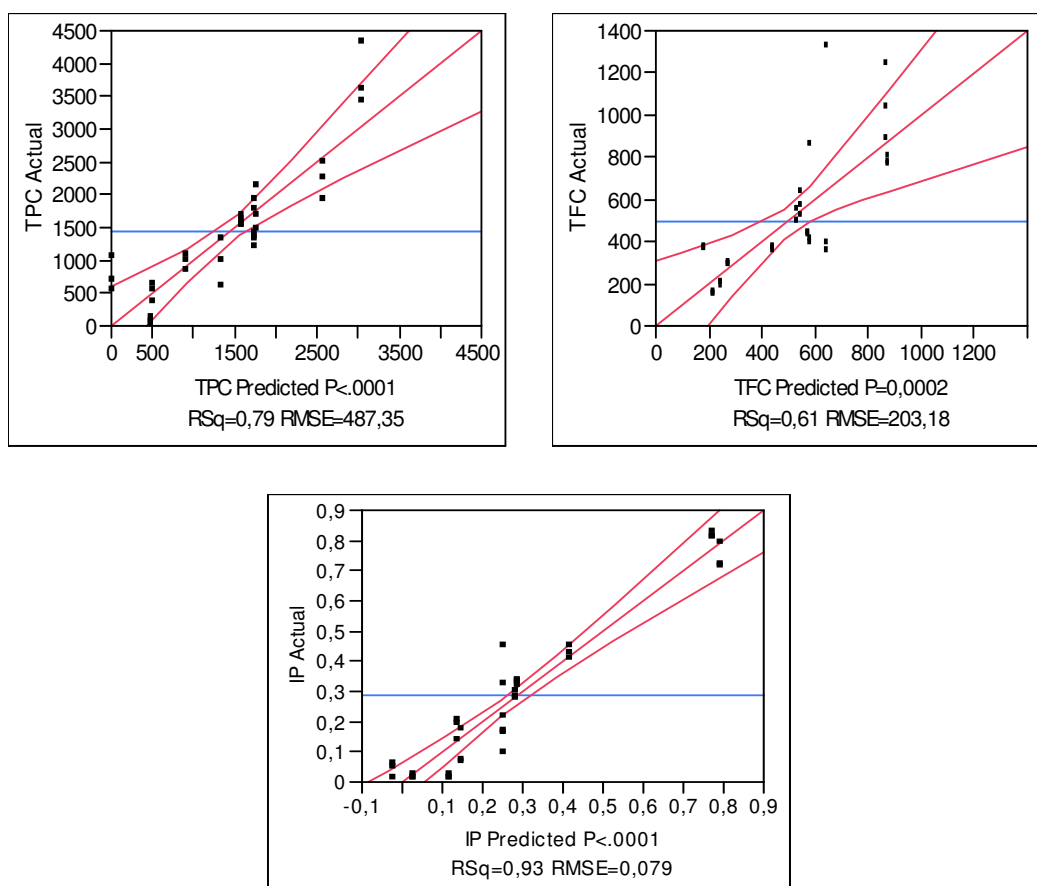 4500
4000
3500
3000
2500
2000
1500
1000
500
0
TPC Actual
0 500 1500 2500 3500 4500
TPC Predicted P<.0001
RSq=0,79 RMSE=487,35
1400
1200
1000
800
600
400
200
0
TFC Actual
0 200 400 600 800 1000 1200
TFC Predicted P=0,0002
RSq=0,61 RMSE=203,18
0,9
0,8
0,7
0,6
0,5
0,4
0,3
0,2
0,1
0
IP Actual
-0,1 0,1 0,2 0,3 0,4 0,5 0,6 0,7 0,8 0,9
IP Predicted P<.0001
RSq=0,93 RMSE=0,079